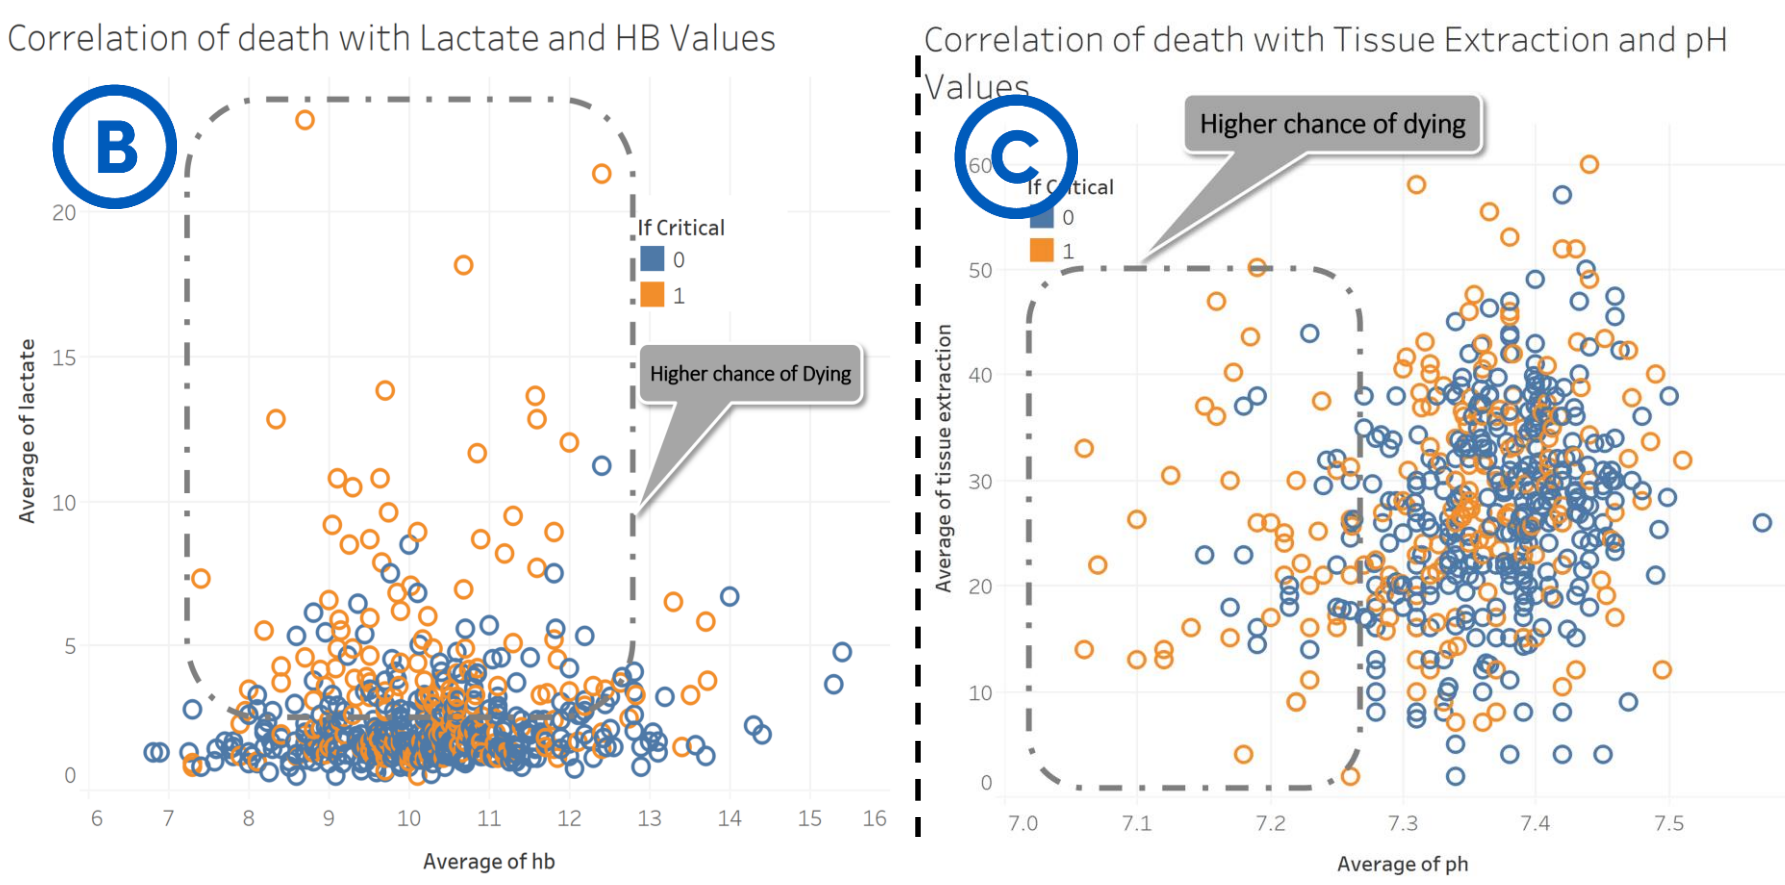 Correlation of death with Lactate and HB Values
B
If Critical
0
1
Higher chance of Dying
Average of lactate
20
15
10
5
0
6 7 8 9 10 11 12 13 14 15 16
Average of hb
Correlation of death with Tissue Extraction and pH
Values
C
Higher chance of dying
If Critical
0
1
Average of tissue extraction
60
50
40
30
20
10
0
7.0 7.1 7.2 7.3 7.4 7.5
Average of ph